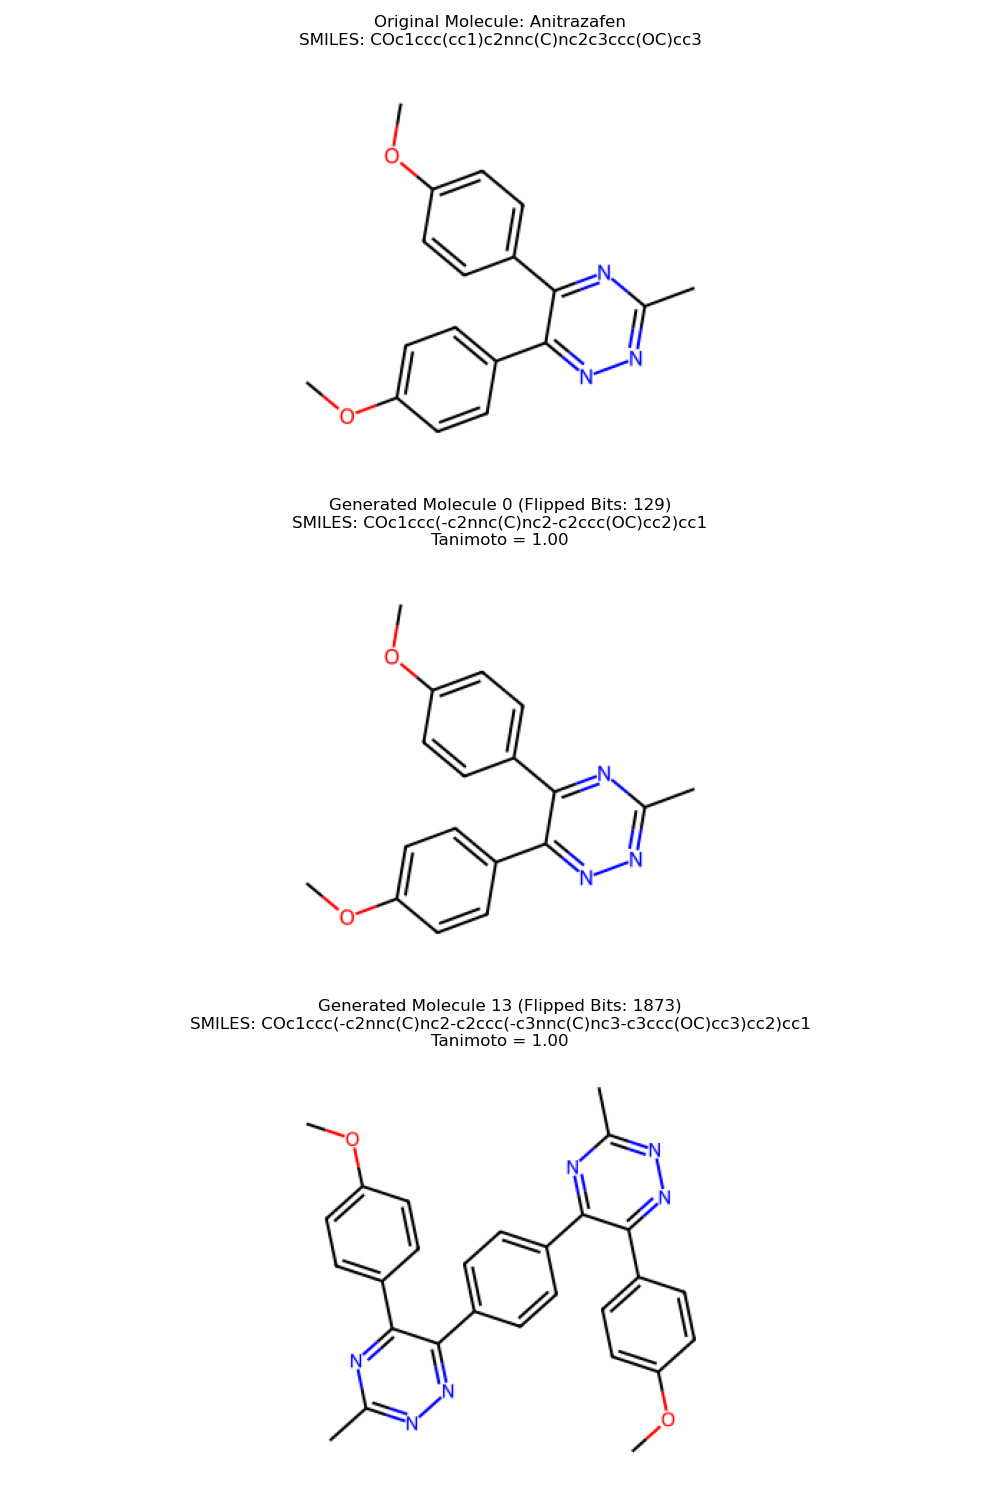 Original Molecule: Anitrazafen
SMILES: COc1ccc(cc1)c2nnc(C)nc2c3ccc(OC)cc3
O
N
N
N
O
Generated Molecule 0 (Flipped Bits: 129)
SMILES: COc1ccc(-c2nnc(C)nc2-c2ccc(OC)cc2)cc1
Tanimoto = 1.00
O
N
N
N
O
Generated Molecule 13 (Flipped Bits: 1873)
SMILES: COc1ccc(-c2nnc(C)nc2-c2ccc(-c3nnc(C)nc3-c3ccc(OC)cc3)cc2)cc1
Tanimoto = 1.00
O
N
N
N
N
N
N
O